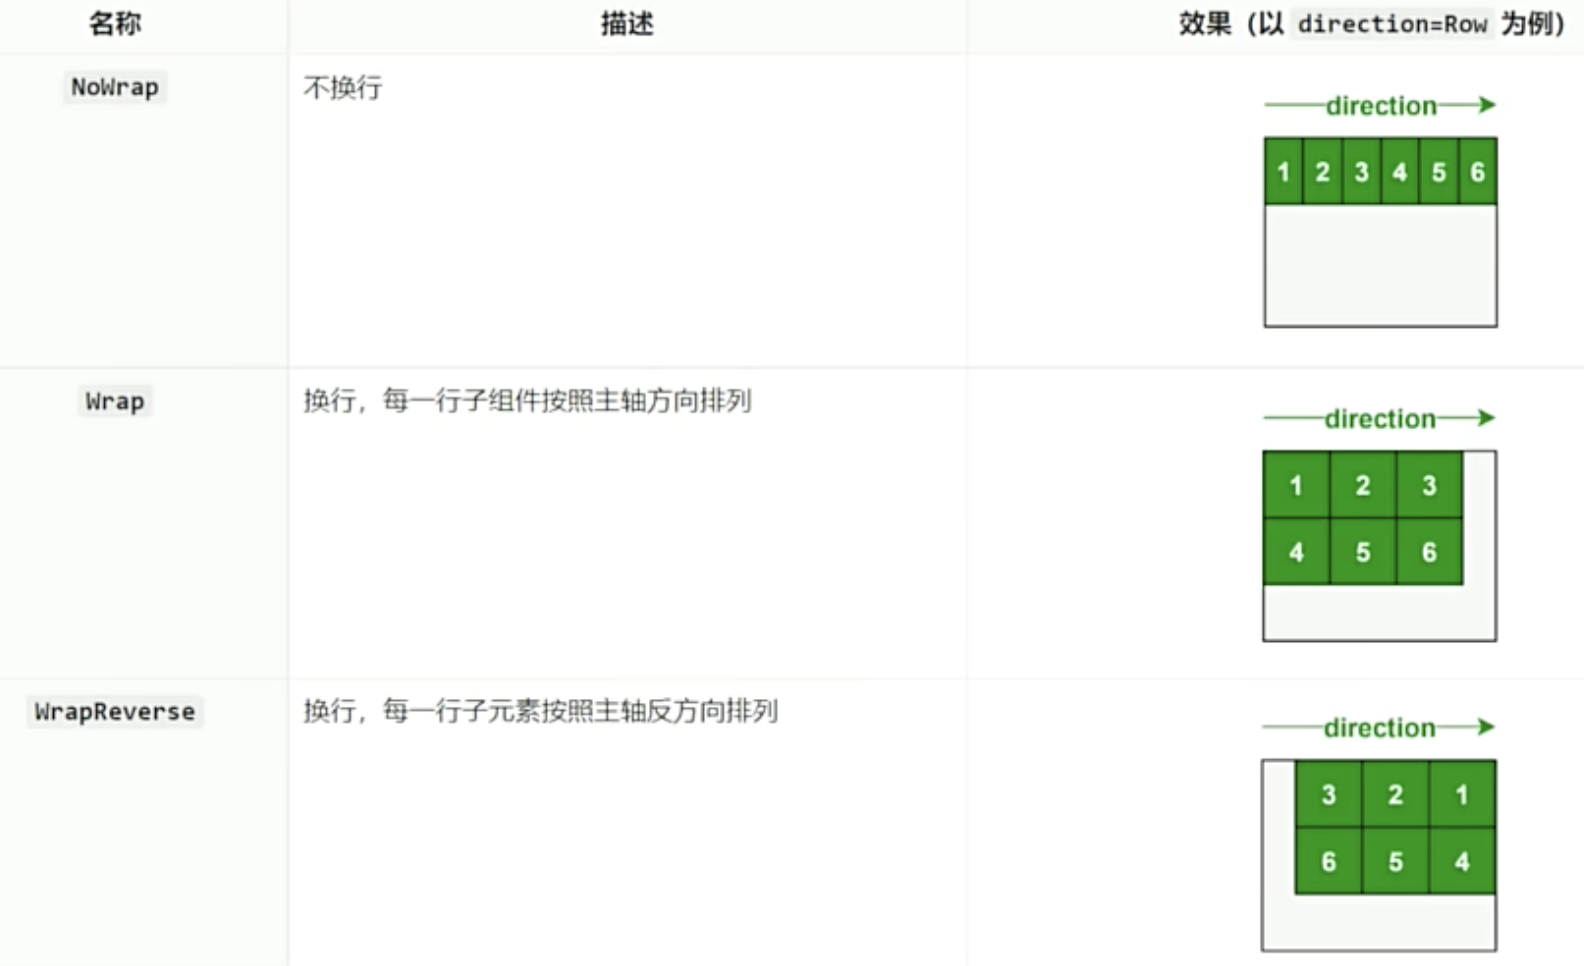 名称
描述
效果（以 direction=Row 为例）
NoWrap
不换行
direction
1 2 3 4 5 6
Wrap
换行，每一行子组件按照主轴方向排列
direction
1 2 3
4 5 6
WrapReverse
换行，每一行子元素按照主轴反方向排列
direction
3 2 1
6 5 4